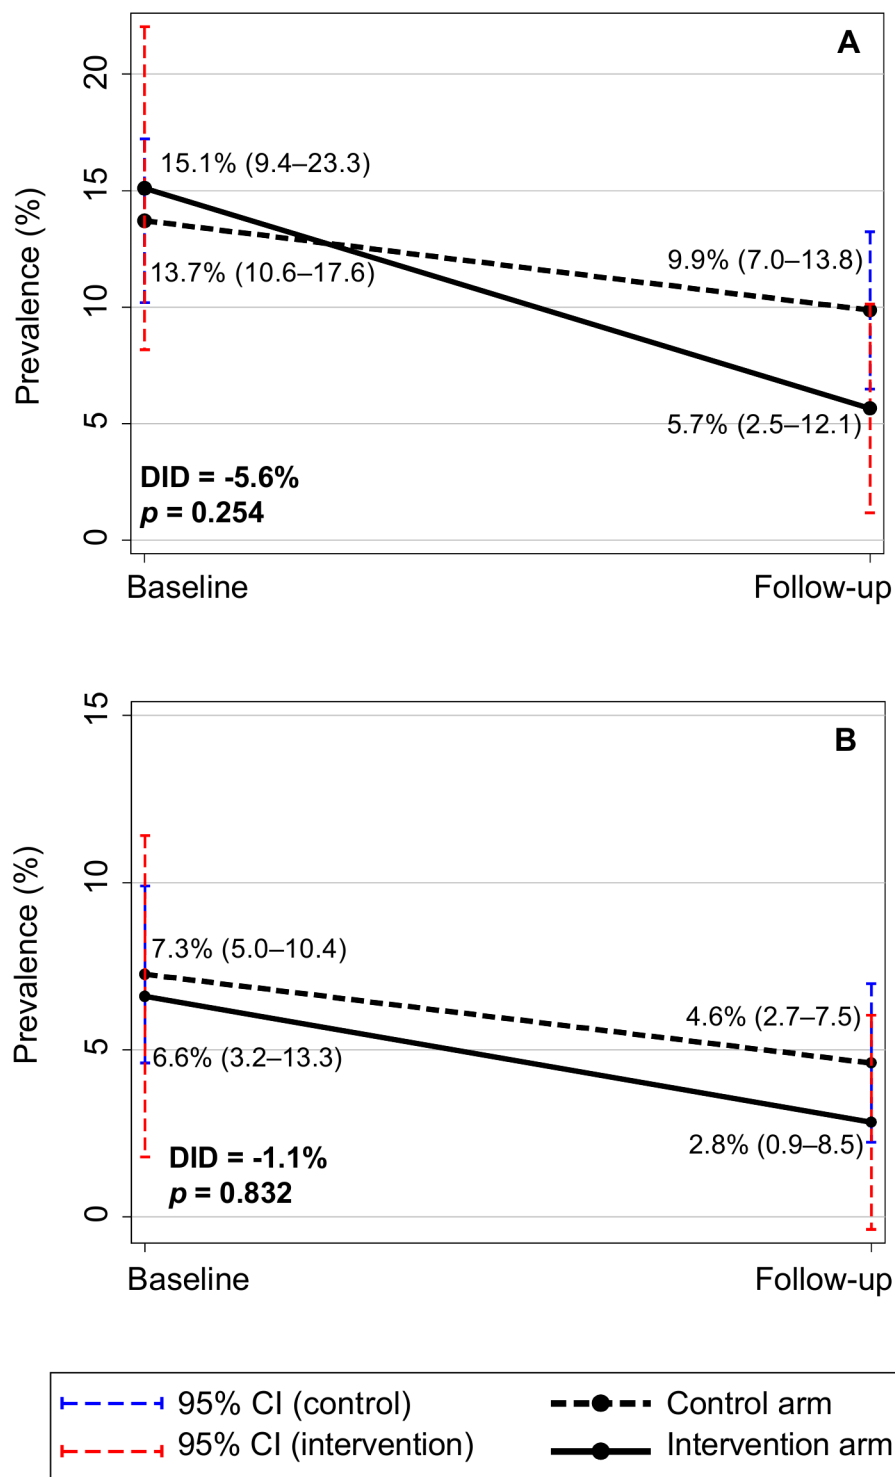 A
Prevalence (%)
20
15
10
5
0
15.1% (9.4–23.3)
13.7% (10.6–17.6)
9.9% (7.0–13.8)
5.7% (2.5–12.1)
DID = -5.6%
p = 0.254
Baseline
Follow-up
B
Prevalence (%)
15
10
5
0
7.3% (5.0–10.4)
6.6% (3.2–13.3)
4.6% (2.7–7.5)
2.8% (0.9–8.5)
DID = -1.1%
p = 0.832
Baseline
Follow-up
95% CI (control)
Control arm
95% CI (intervention)
Intervention arm